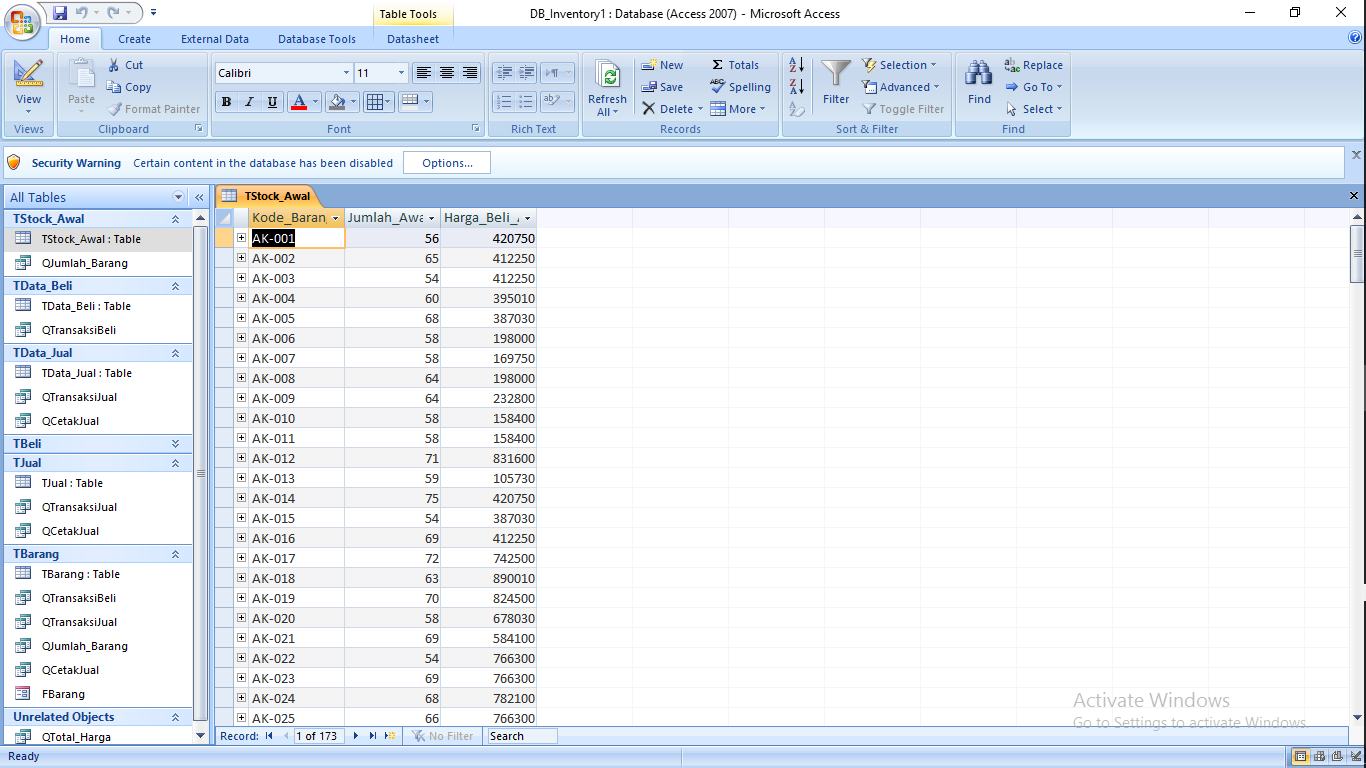 Table Tools
DB_Inventory1 : Database (Access 2007) - Microsoft Access
Home Create External Data Database Tools Datasheet
View
Views
Paste
Cut
Copy
Format Painter
Clipboard
Calibri 11
B I U A
Font
Rich Text
Refresh All
New
Save
Delete
Totals
Spelling
More
Records
Filter
Selection
Advanced
Toggle Filter
Sort & Filter
Find
Replace
Go To
Select
Find
Security Warning Certain content in the database has been disabled Options...
All Tables
TStock_Awal
TStock_Awal : Table
QJumlah_Barang
TData_Beli
TData_Beli : Table
QTransaksiBeli
TData_Jual
TData_Jual : Table
QTransaksiJual
QCetakJual
TBeli
TJual
TJual : Table
QTransaksiJual
QCetakJual
TBarang
TBarang : Table
QTransaksiBeli
QTransaksiJual
QJumlah_Barang
QCetakJual
FBarang
Unrelated Objects
QTotal_Harga
TStock_Awal
Kode_Baran Jumlah_Awa Harga_Beli_
AK-001 56 420750
AK-002 65 412250
AK-003 54 412250
AK-004 60 395010
AK-005 68 387030
AK-006 58 198000
AK-007 58 169750
AK-008 64 198000
AK-009 64 232800
AK-010 58 158400
AK-011 58 158400
AK-012 71 831600
AK-013 59 105730
AK-014 75 420750
AK-015 54 387030
AK-016 69 412250
AK-017 72 742500
AK-018 63 890010
AK-019 70 824500
AK-020 58 678030
AK-021 69 584100
AK-022 54 766300
AK-023 69 766300
AK-024 68 782100
AK-025 66 766300
Activate Windows
Go to Settings to activate Windows.
Record: 1 of 173 No Filter Search
Ready